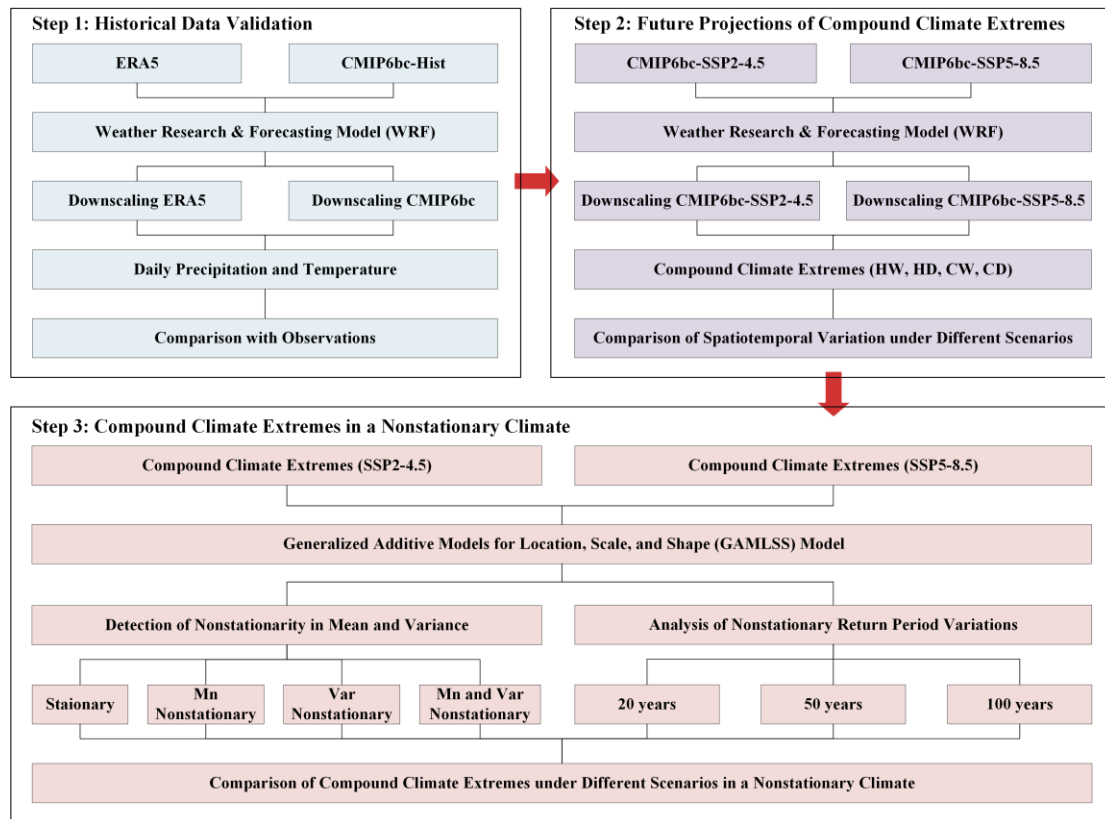 Step 1: Historical Data Validation
ERA5
CMIP6bc-Hist
Weather Research & Forecasting Model (WRF)
Downscaling ERA5
Downscaling CMIP6bc
Daily Precipitation and Temperature
Comparison with Observations
Step 2: Future Projections of Compound Climate Extremes
CMIP6bc-SSP2-4.5
CMIP6bc-SSP5-8.5
Weather Research & Forecasting Model (WRF)
Downscaling CMIP6bc-SSP2-4.5
Downscaling CMIP6bc-SSP5-8.5
Compound Climate Extremes (HW, HD, CW, CD)
Comparison of Spatiotemporal Variation under Different Scenarios
Step 3: Compound Climate Extremes in a Nonstationary Climate
Compound Climate Extremes (SSP2-4.5)
Compound Climate Extremes (SSP5-8.5)
Generalized Additive Models for Location, Scale, and Shape (GAMLSS) Model
Detection of Nonstationarity in Mean and Variance
Analysis of Nonstationary Return Period Variations
Staionary
Mn
Nonstationary
Var
Nonstationary
Mn and Var
Nonstationary
20 years
50 years
100 years
Comparison of Compound Climate Extremes under Different Scenarios in a Nonstationary Climate